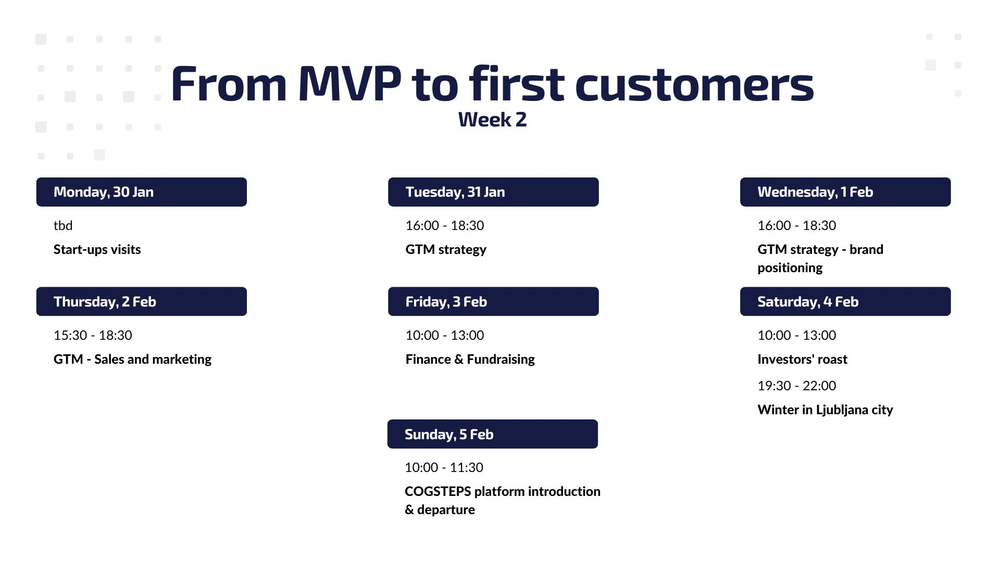 From MVP to first customers
Week 2
Monday, 30 Jan
tbd
Start-ups visits
Tuesday, 31 Jan
16:00 - 18:30
GTM strategy
Wednesday, 1 Feb
16:00 - 18:30
GTM strategy - brand
positioning
Thursday, 2 Feb
15:30 - 18:30
GTM - Sales and marketing
Friday, 3 Feb
10:00 - 13:00
Finance & Fundraising
Saturday, 4 Feb
10:00 - 13:00
Investors' roast
19:30 - 22:00
Winter in Ljubljana city
Sunday, 5 Feb
10:00 - 11:30
COGSTEPS platform introduction
& departure